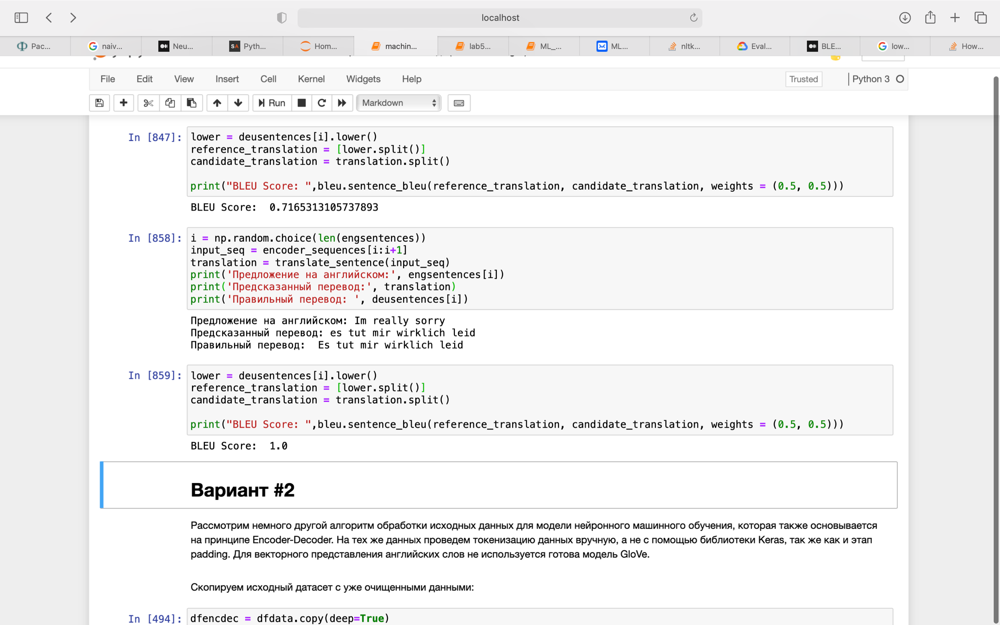 localhost
Рас... naiv... Neu... Pyth... Hom... machin... lab5... ML_... ML... nltk... Eval... BLE... low... How...
File Edit View Insert Cell Kernel Widgets Help Trusted Python 3
Run Markdown
In [847]: lower = deusentences[i].lower()
reference_translation = [lower.split()]
candidate_translation = translation.split()
print("BLEU Score: ",bleu.sentence_bleu(reference_translation, candidate_translation, weights = (0.5, 0.5)))
BLEU Score:  0.7165313105737893
In [858]: i = np.random.choice(len(engsentences))
input_seq = encoder_sequences[i:i+1]
translation = translate_sentence(input_seq)
print('Предложение на английском:', engsentences[i])
print('Предсказанный перевод:', translation)
print('Правильный перевод: ', deusentences[i])
Предложение на английском: Im really sorry
Предсказанный перевод: es tut mir wirklich leid
Правильный перевод:  Es tut mir wirklich leid
In [859]: lower = deusentences[i].lower()
reference_translation = [lower.split()]
candidate_translation = translation.split()
print("BLEU Score: ",bleu.sentence_bleu(reference_translation, candidate_translation, weights = (0.5, 0.5)))
BLEU Score:  1.0
Вариант #2
Рассмотрим немного другой алгоритм обработки исходных данных для модели нейронного машинного обучения, которая также основывается
на принципе Encoder-Decoder. На тех же данных проведем токенизацию данных вручную, а не с помощью библиотеки Keras, так же как и этап
padding. Для векторного представления английских слов не используется готова модель GloVe.
Скопируем исходный датасет с уже очищенными данными:
In [494]: dfencdec = dfdata.copy(deep=True)